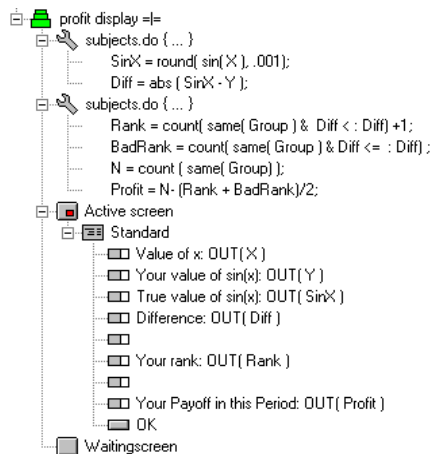 profit display =|=
subjects.do { ... }
SinX = round( sin( X ), .001);
Diff = abs ( SinX - Y );
subjects.do { ... }
Rank = count( same( Group ) &  Diff < : Diff) +1;
BadRank = count( same( Group ) & Diff <=  : Diff) ;
N = count ( same( Group) );
Profit = N- (Rank + BadRank)/2;
Active screen
Standard
Value of x: OUT( X )
Your value of sin(x): OUT( Y )
True value of sin(x): OUT( SinX )
Difference: OUT( Diff )
Your rank: OUT( Rank )
Your Payoff in this Period: OUT( Profit )
OK
Waitingscreen